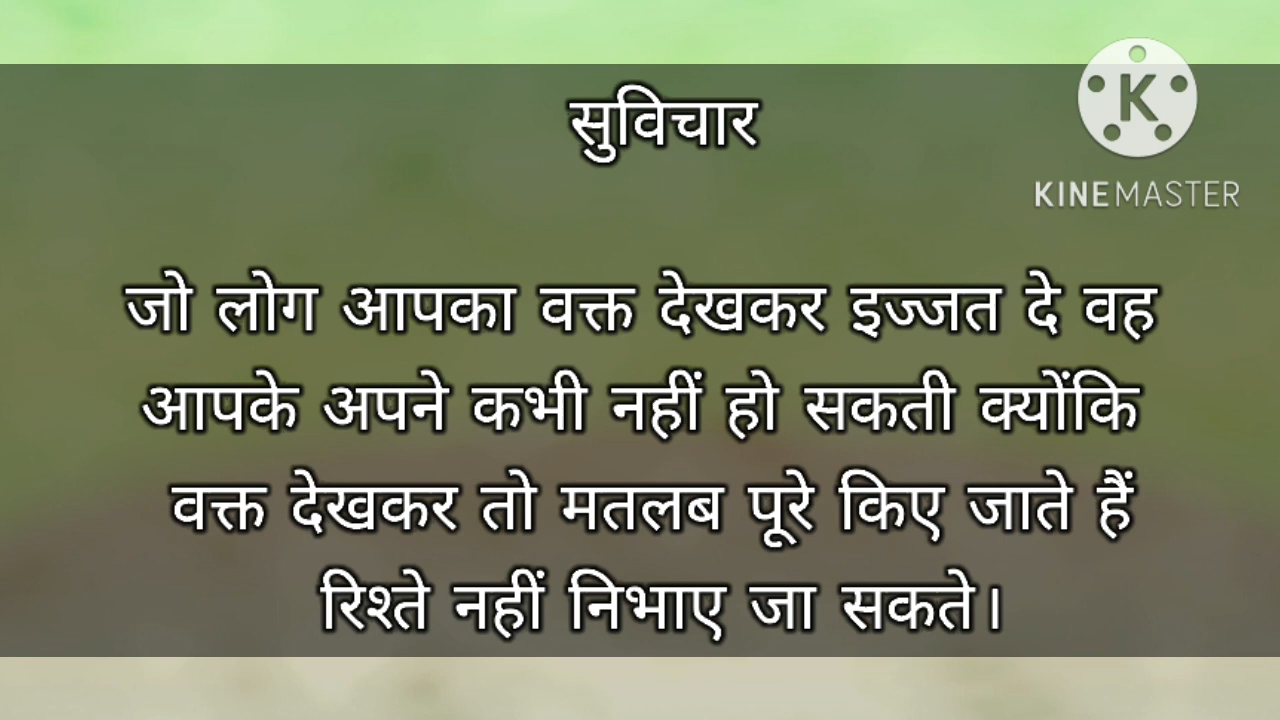 सुविचार
KINEMASTER
जो लोग आपका वक्त देखकर इज्जत दे वह
आपके अपने कभी नहीं हो सकती क्योंकि
वक्त देखकर तो मतलब पूरे किए जाते हैं
रिश्ते नहीं निभाए जा सकते।